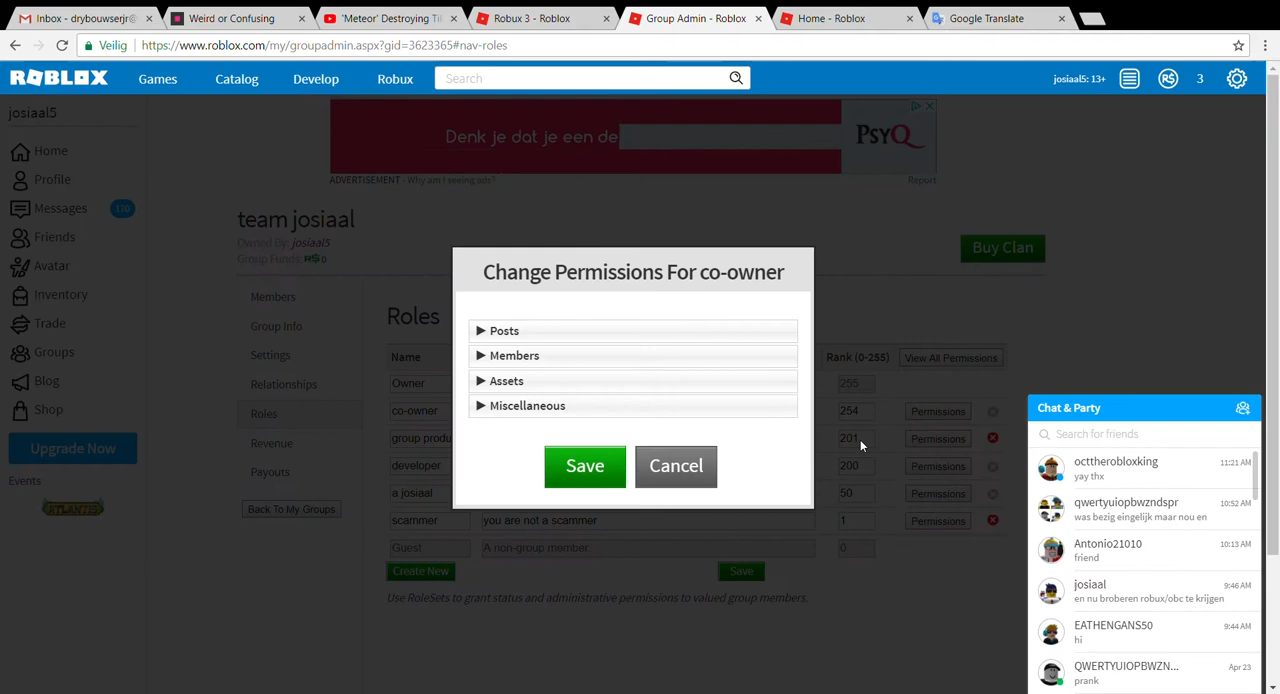 Inbox - drybouwserjr@
Weird or Confusing
'Meteor' Destroying Til
Robux 3 - Roblox
Group Admin - Roblox
Home - Roblox
Google Translate
Veilig
https://www.roblox.com/my/groupadmin.aspx?gid=3623365#nav-roles
ROBLOX
Games
Catalog
Develop
Robux
Search
josiaal5: 13+
R$
3
josiaal5
Home
Profile
Messages
170
Friends
Avatar
Inventory
Trade
Groups
Blog
Shop
Upgrade Now
Events
ATLANTIS
Denk je dat je een de
PSYQ
ADVERTISEMENT - Why am I seeing ads?
Report
team josiaal
Owned By: josiaal5
Group Funds: R$ 0
Buy Clan
Members
Group Info
Settings
Relationships
Roles
Revenue
Payouts
Back To My Groups
Roles
Name
Rank (0-255)
View All Permissions
Owner
255
co-owner
254
Permissions
group produ
201
Permissions
developer
200
Permissions
a josiaal
50
Permissions
scammer
you are not a scammer
1
Permissions
Guest
A non-group member.
0
Create New
Save
Use RoleSets to grant status and administrative permissions to valued group members.
Change Permissions For co-owner
Posts
Members
Assets
Miscellaneous
Save
Cancel
Chat & Party
Search for friends
octtherobloxking
11:21 AM
yay thx
qwertyuiopbwzndspr
10:52 AM
was bezig eingelijk maar nou en
Antonio21010
10:13 AM
friend
josiaal
9:46 AM
en nu broberen robux/obc te krijgen
EATHENGANS50
9:44 AM
hi
QWERTYUIOPBWZN...
Apr 23
prank